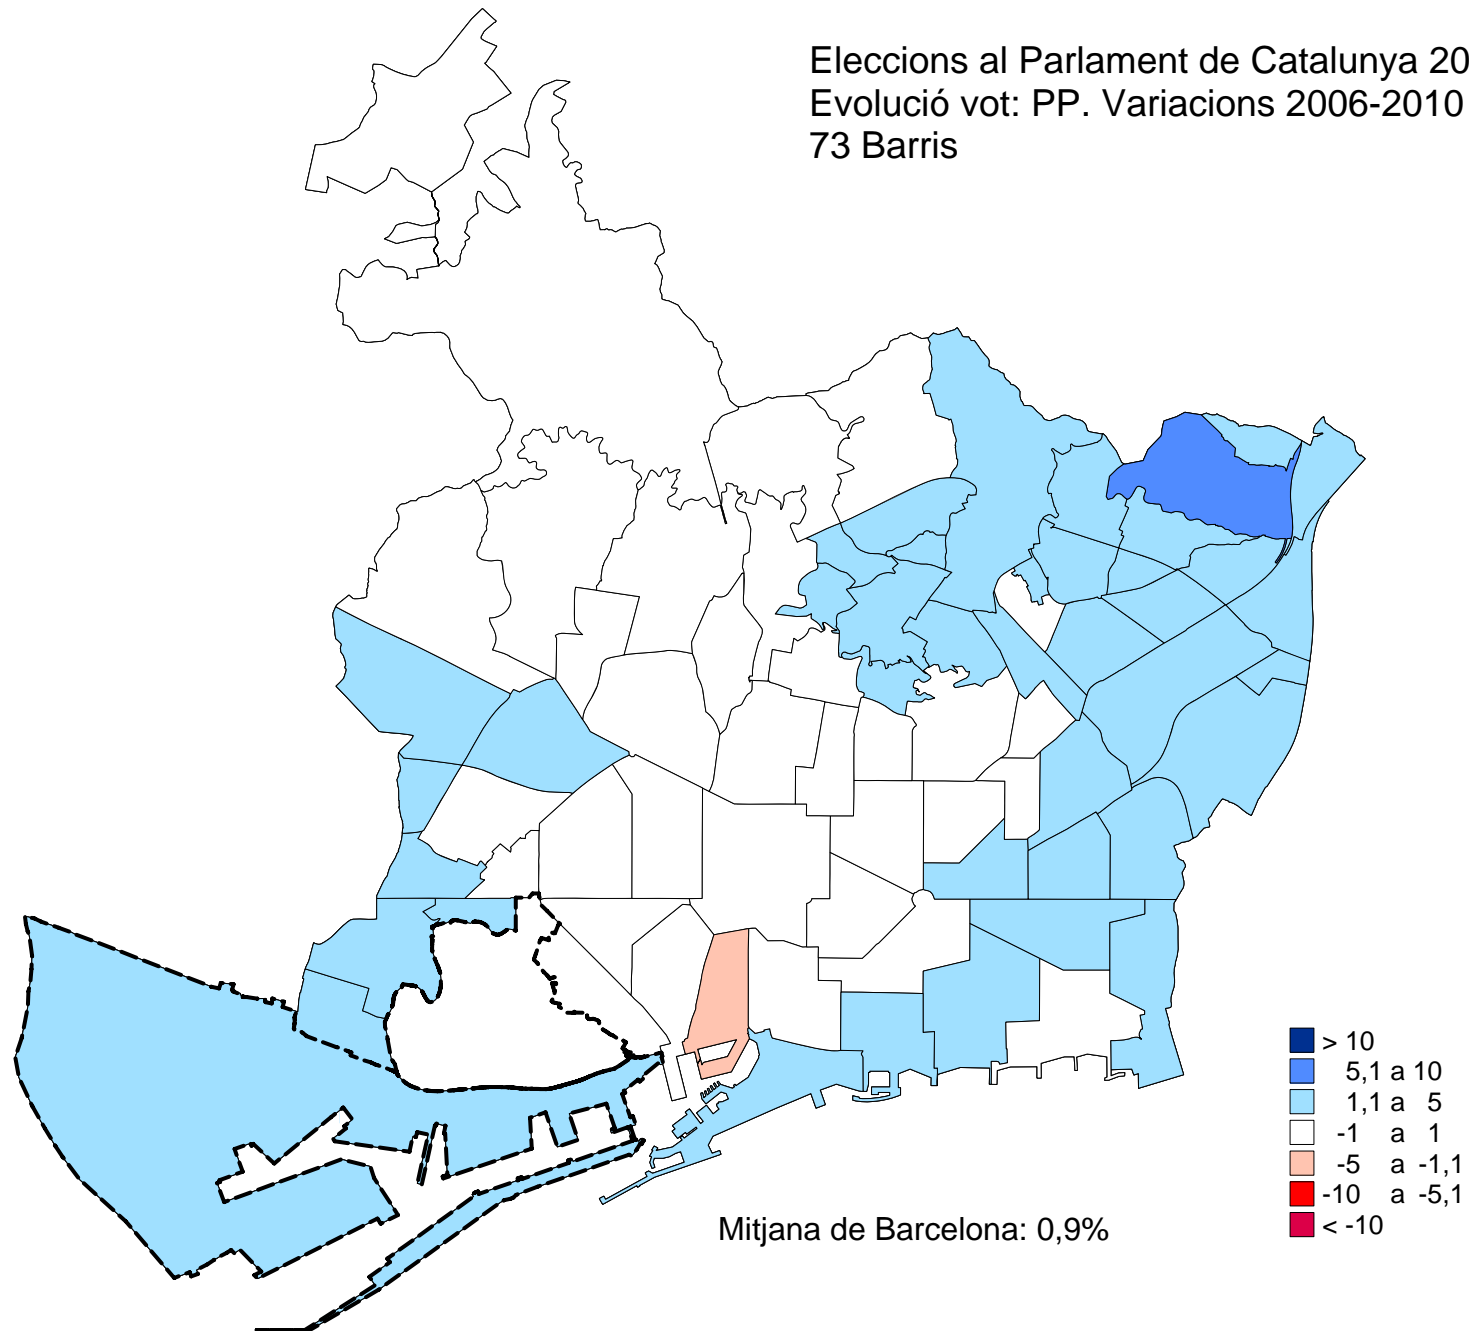 Eleccions al Parlament de Catalunya 20
Evolució vot: PP. Variacions 2006-2010
73 Barris
> 10
5,1 a 10
1,1 a 5
-1 a 1
-5 a -1,1
-10 a -5,1
< -10
Mitjana de Barcelona: 0,9%